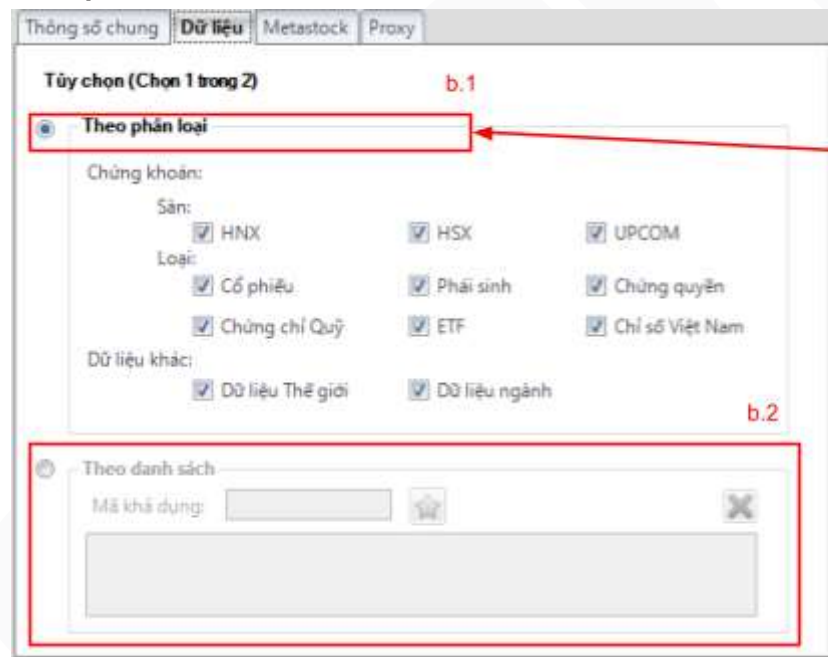 Thông số chung Dữ liệu Metastock Proxy
Tùy chọn (Chọn 1 trong 2)
b.1
Theo phân loại
Chứng khoán:
Sàn:
HNX HSX UPCOM
Loại:
Cổ phiếu Phái sinh Chứng quyền
Chứng chỉ Quỹ ETF Chỉ số Việt Nam
Dữ liệu khác:
Dữ liệu Thế giới Dữ liệu ngành
b.2
Theo danh sách
Mã khả dụng: